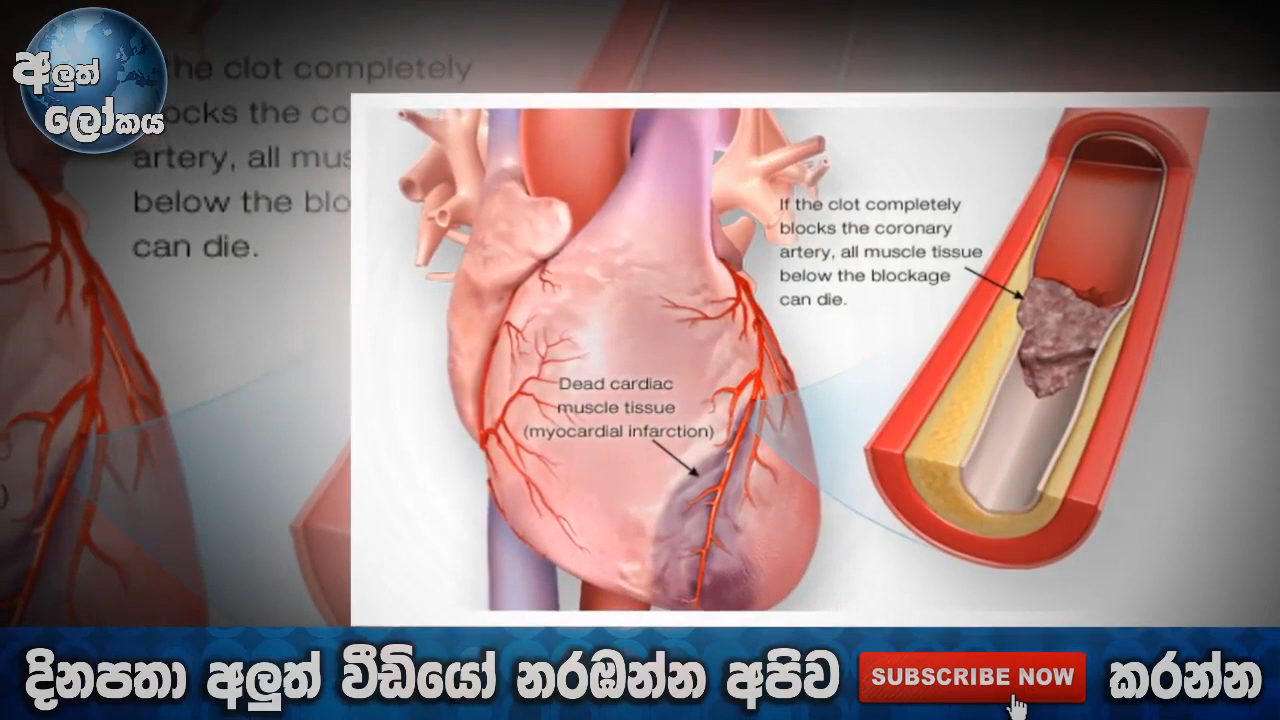 අලුත්
ලෝකය
the clot completely
ocks the co
artery, all mus
below the blo
can die.
)
If the clot completely
blocks the coronary
artery, all muscle tissue
below the blockage
can die.
Dead cardiac
muscle tissue
(myocardial infarction)
දිනපතා අලුත් වීඩියෝ නරඹන්න අපිව SUBSCRIBE NOW කරන්න